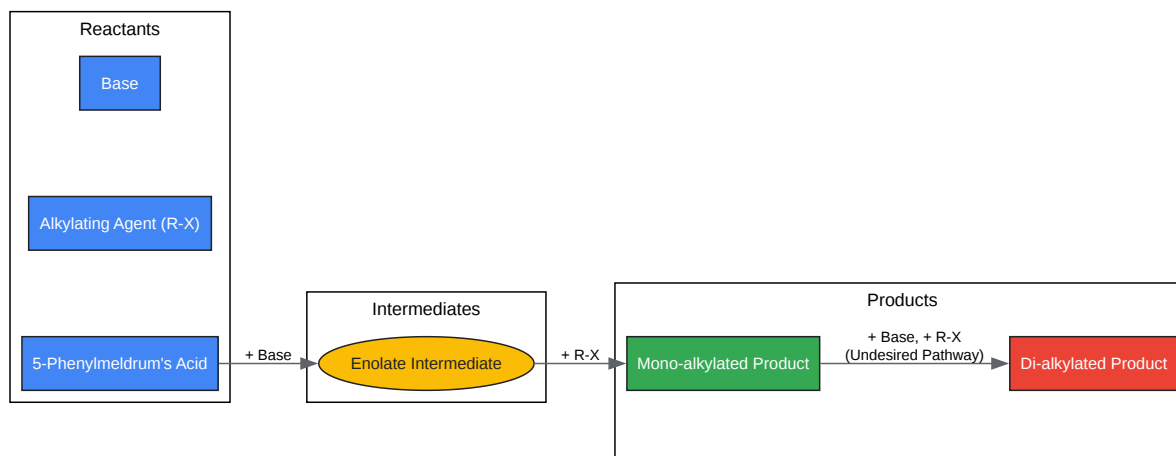 Reactants
Base
Alkylating Agent (R-X)
5-Phenylmeldrum's Acid
+ Base
Intermediates
Enolate Intermediate
+ R-X
Products
Mono-alkylated Product
+ Base, + R-X
(Undesired Pathway)
Di-alkylated Product